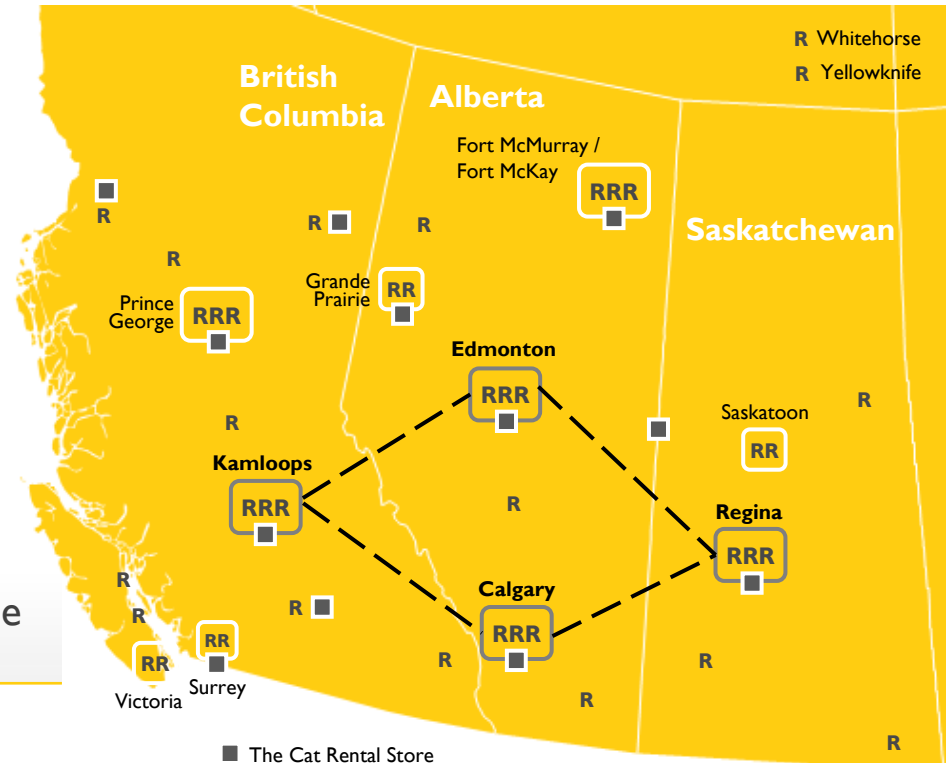 R Whitehorse
R Yellowknife
British
Columbia
Alberta
Fort McMurray /
Fort McKay
RRR
Saskatchewan
R
R
R
R
Grande
Prairie
RR
Prince
George
RRR
Edmonton
RRR
R
Saskatoon
RR
R
Kamloops
RRR
R
Regina
RRR
Calgary
RRR
R
R
R
e
RR
RR
Victoria
Surrey
R
R
R
R
The Cat Rental Store